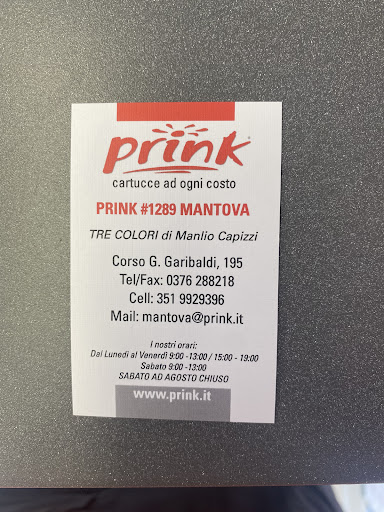 prink
cartucce ad ogni costo
PRINK #1289 MANTOVA
TRE COLORI di Manlio Capizzi
Corso G. Garibaldi, 195
Tel/Fax: 0376 288218
Cell: 351 9929396
Mail: mantova@prink.it
I nostri orari:
Dal Lunedì al Venerdì 9:00 -13:00 / 15:00 - 19:00
Sabato 9:00 -13:00
SABATO AD AGOSTO CHIUSO
www.prink.it